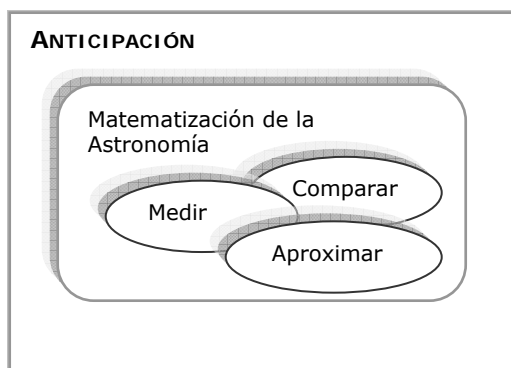 ANTICIPACIÓN
Matematización de la
Astronomía
Comparar
Medir
Aproximar